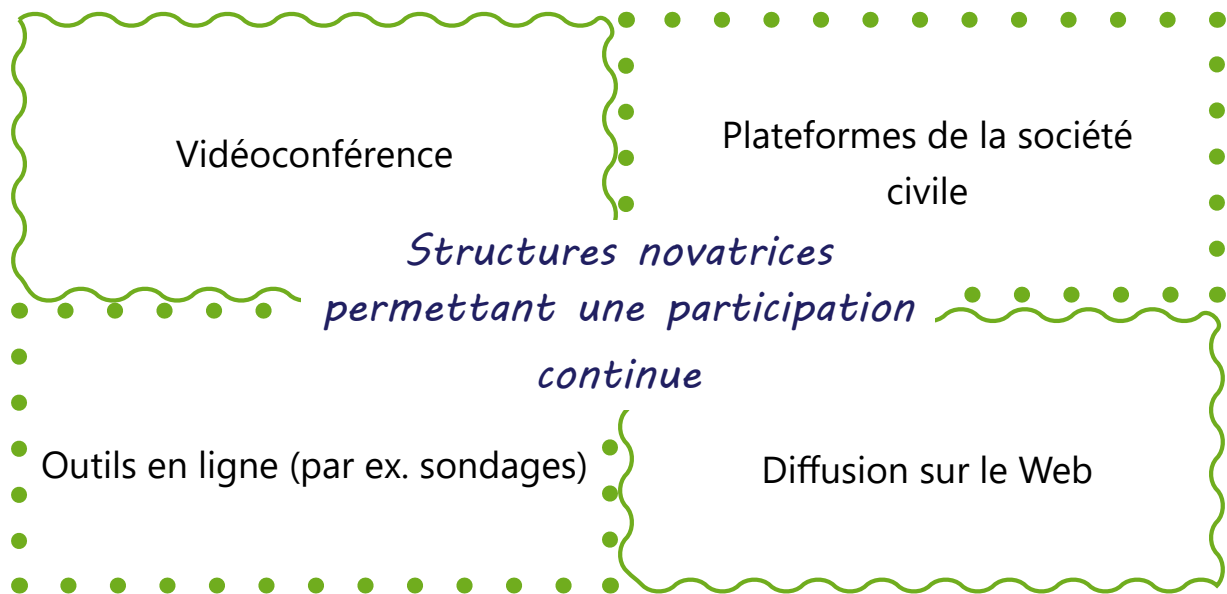 Vidéoconférence
Plateformes de la société
civile
Structures novatrices
permettant une participation
continue
Outils en ligne (par ex. sondages)
Diffusion sur le Web